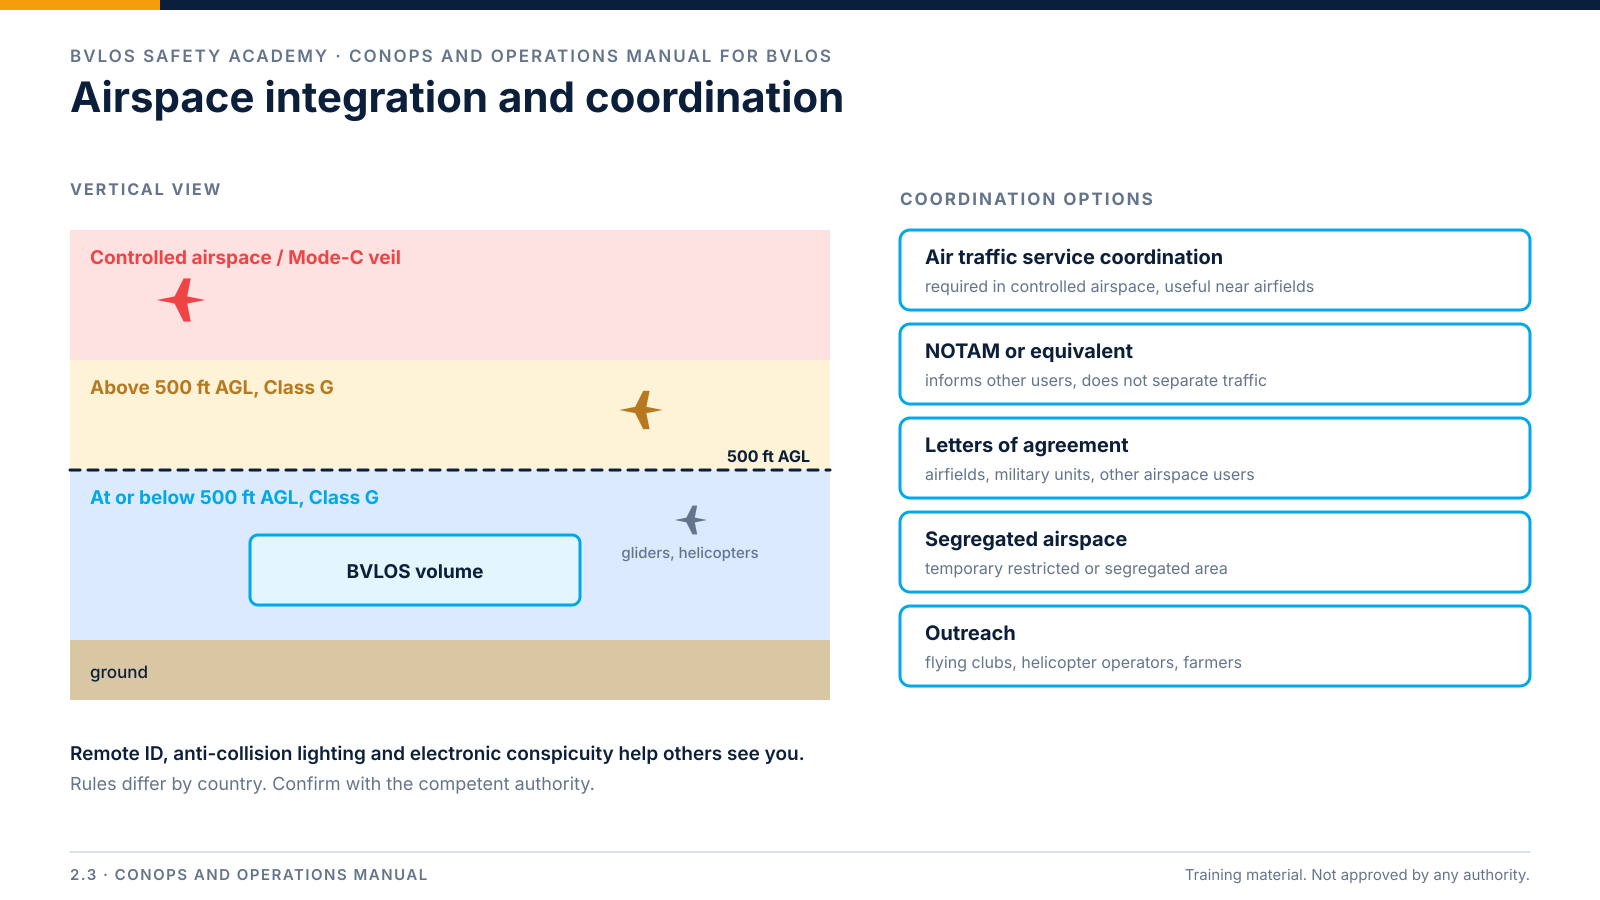 BVLOS SAFETY ACADEMY · CONOPS AND OPERATIONS MANUAL FOR BVLOS
Airspace integration and coordination
VERTICAL VIEW
Controlled airspace / Mode-C veil
Above 500 ft AGL, Class G
500 ft AGL
At or below 500 ft AGL, Class G
gliders, helicopters
BVLOS volume
ground
Remote ID, anti-collision lighting and electronic conspicuity help others see you.
Rules differ by country. Confirm with the competent authority.
COORDINATION OPTIONS
Air traffic service coordination
required in controlled airspace, useful near airfields
NOTAM or equivalent
informs other users, does not separate traffic
Letters of agreement
airfields, military units, other airspace users
Segregated airspace
temporary restricted or segregated area
Outreach
flying clubs, helicopter operators, farmers
2.3 · CONOPS AND OPERATIONS MANUAL
Training material. Not approved by any authority.